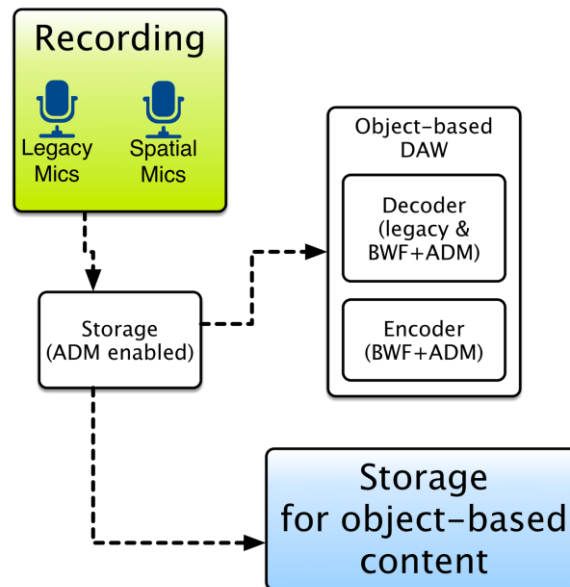 Recording
Legacy
Mics
Spatial
Mics
Object-based
DAW
Decoder
(legacy &
BWF+ADM)
Storage
(ADM enabled)
Encoder
(BWF+ADM)
Storage
for object-based
content